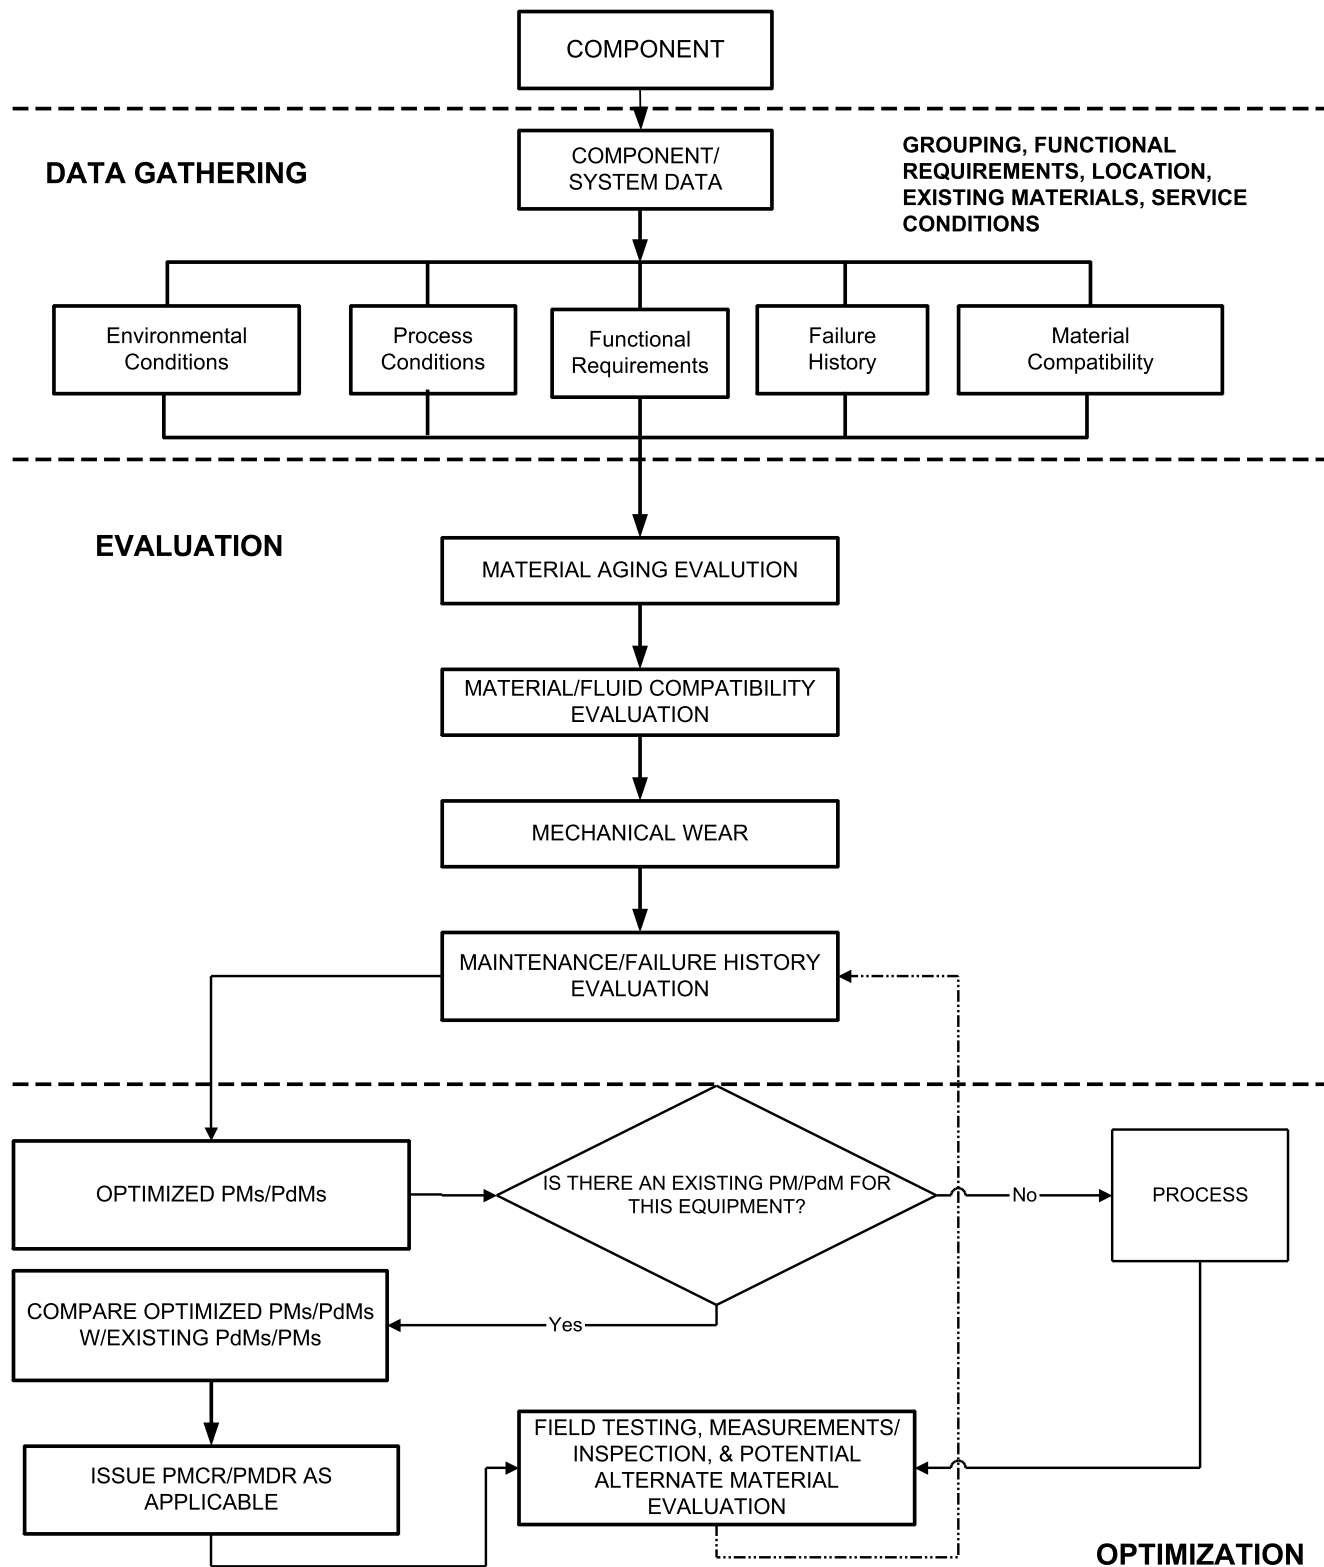 COMPONENT
DATA GATHERING
COMPONENT/
SYSTEM DATA
GROUPING, FUNCTIONAL
REQUIREMENTS, LOCATION,
EXISTING MATERIALS, SERVICE
CONDITIONS
Environmental
Conditions
Process
Conditions
Functional
Requirements
Failure
History
Material
Compatibility
EVALUATION
MATERIAL AGING EVALUTION
MATERIAL/FLUID COMPATIBILITY
EVALUATION
MECHANICAL WEAR
MAINTENANCE/FAILURE HISTORY
EVALUATION
OPTIMIZED PMs/PdMs
IS THERE AN EXISTING PM/PdM FOR
THIS EQUIPMENT?
No
PROCESS
COMPARE OPTIMIZED PMs/PdMs
W/EXISTING PdMs/PMs
Yes
ISSUE PMCR/PMDR AS
APPLICABLE
FIELD TESTING, MEASUREMENTS/
INSPECTION, & POTENTIAL
ALTERNATE MATERIAL
EVALUATION
OPTIMIZATION